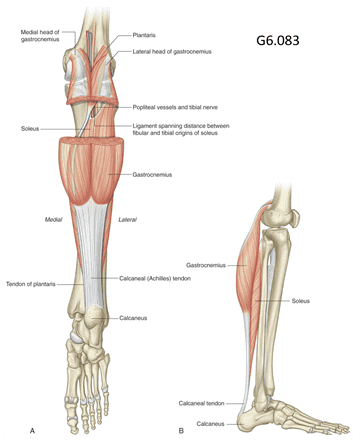 G6.083
Medial head of
gastrocnemius
Plantaris
Lateral head of gastrocnemius
Popliteal vessels and tibial nerve
Ligament spanning distance between
fibular and tibial origins of soleus
Soleus
Gastrocnemius
Medial
Lateral
Calcaneal (Achilles) tendon
Tendon of plantaris
Calcaneus
A
Gastrocnemius
Soleus
Calcaneal tendon
Calcaneus
B